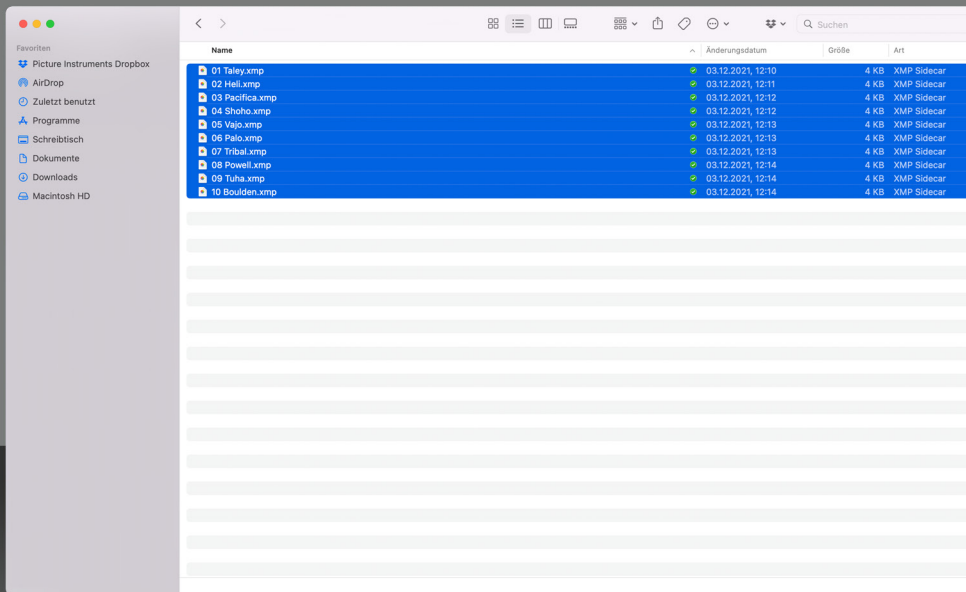 Favoriten
Picture Instruments Dropbox
AirDrop
Zuletzt benutzt
Programme
Schreibtisch
Dokumente
Downloads
Macintosh HD
Suchen
Name Änderungsdatum Größe Art
01 Taley.xmp 03.12.2021, 12:10 4 KB XMP Sidecar
02 Heli.xmp 03.12.2021, 12:11 4 KB XMP Sidecar
03 Pacifica.xmp 03.12.2021, 12:12 4 KB XMP Sidecar
04 Shoho.xmp 03.12.2021, 12:12 4 KB XMP Sidecar
05 Vajo.xmp 03.12.2021, 12:13 4 KB XMP Sidecar
06 Palo.xmp 03.12.2021, 12:13 4 KB XMP Sidecar
07 Tribal.xmp 03.12.2021, 12:13 4 KB XMP Sidecar
08 Powell.xmp 03.12.2021, 12:14 4 KB XMP Sidecar
09 Tuha.xmp 03.12.2021, 12:14 4 KB XMP Sidecar
10 Boulden.xmp 03.12.2021, 12:14 4 KB XMP Sidecar